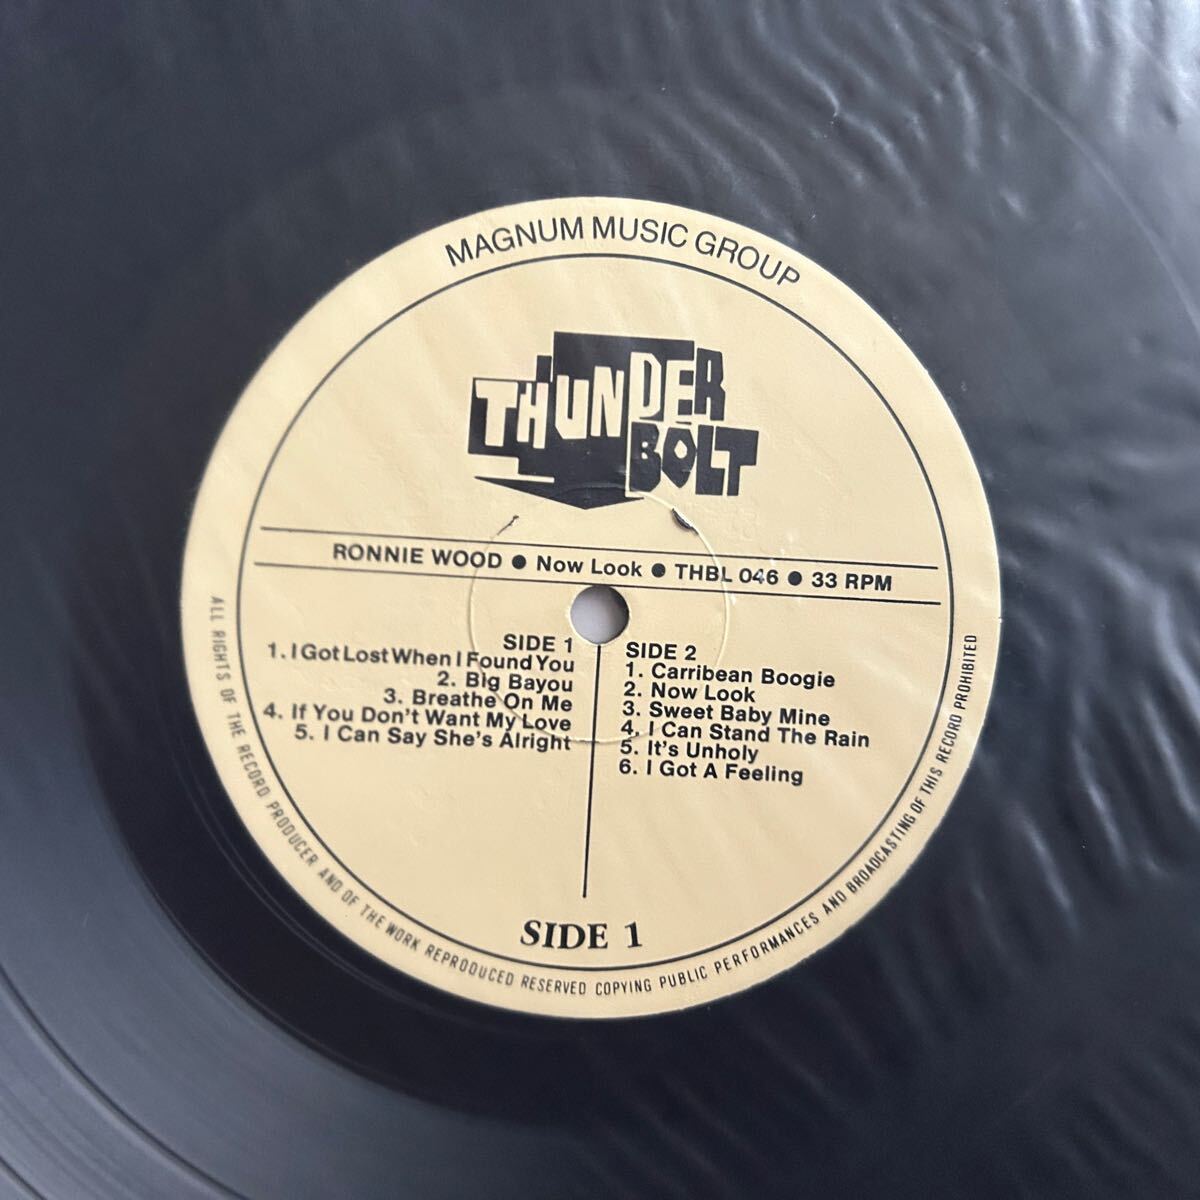 MAGNUM MUSIC GROUP
THUNDER
BOLT
RONNIE WOOD ● Now Look ● THBL 046 ● 33 RPM
SIDE 1
1. I Got Lost When I Found You
2. Big Bayou
3. Breathe On Me
4. If You Don't Want My Love
5. I Can Say She's Alright
SIDE 2
1. Carribean Boogie
2. Now Look
3. Sweet Baby Mine
4. I Can Stand The Rain
5. It's Unholy
6. I Got A Feeling
SIDE 1
ALL RIGHTS OF THE RECORD PRODUCER AND OF THE WORK REPRODUCED RESERVED COPYING PUBLIC PERFORMANCES AND BROADCASTING OF THIS RECORD PROHIBITED